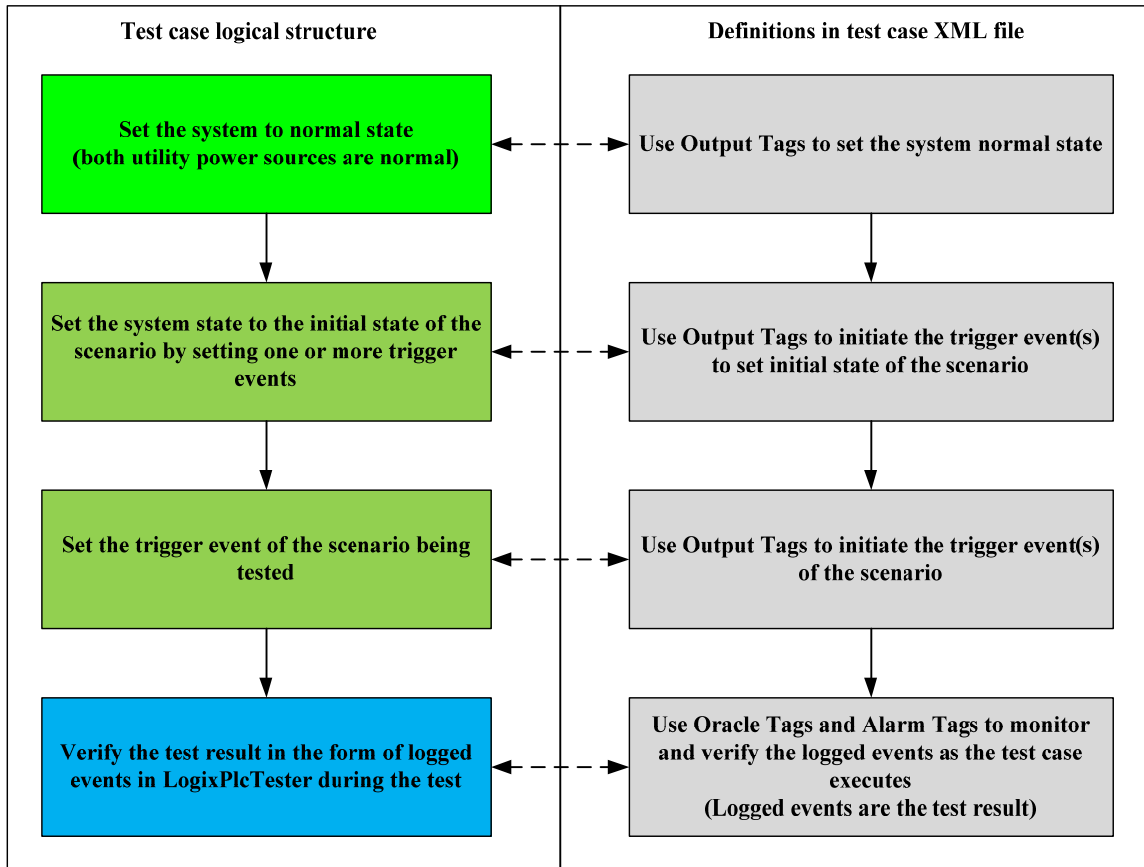 Test case logical structure
Definitions in test case XML file
Set the system to normal state
(both utility power sources are normal)
Use Output Tags to set the system normal state
Set the system state to the initial state of the
scenario by setting one or more trigger
events
Use Output Tags to initiate the trigger event(s)
to set initial state of the scenario
Set the trigger event of the scenario being
tested
Use Output Tags to initiate the trigger event(s)
of the scenario
Verify the test result in the form of logged
events in LogixPlcTester during the test
Use Oracle Tags and Alarm Tags to monitor
and verify the logged events as the test case
executes
(Logged events are the test result)